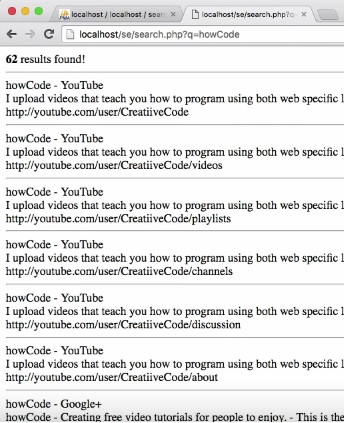 localhost / localhost / sear
localhost/se/search.php?q=
localhost/se/search.php?q=howCode
62 results found!
howCode - YouTube
I upload videos that teach you how to program using both web specific l
http://youtube.com/user/CreatiiveCode
howCode - YouTube
I upload videos that teach you how to program using both web specific l
http://youtube.com/user/CreatiiveCode/videos
howCode - YouTube
I upload videos that teach you how to program using both web specific l
http://youtube.com/user/CreatiiveCode/playlists
howCode - YouTube
I upload videos that teach you how to program using both web specific l
http://youtube.com/user/CreatiiveCode/channels
howCode - YouTube
I upload videos that teach you how to program using both web specific l
http://youtube.com/user/CreatiiveCode/discussion
howCode - YouTube
I upload videos that teach you how to program using both web specific l
http://youtube.com/user/CreatiiveCode/about
howCode - Google+
howCode - Creating free video tutorials for people to enjoy. - This is the